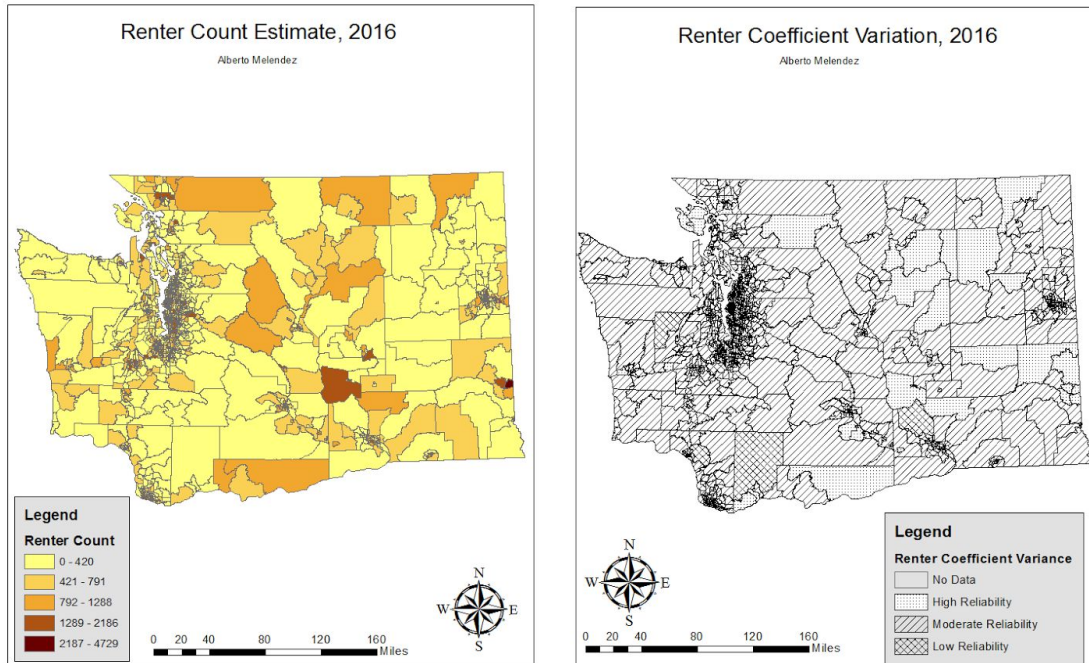 Renter Count Estimate, 2016
Alberto Melendez
Legend
Renter Count
0 - 420
421 - 791
792 - 1288
1289 - 2186
2187 - 4729
N
W E
S
0 20 40 80 120 160
Miles
Renter Coefficient Variation, 2016
Alberto Melendez
N
W E
S
0 20 40 80 120 160
Miles
Legend
Renter Coefficient Variance
No Data
High Reliability
Moderate Reliability
Low Reliability